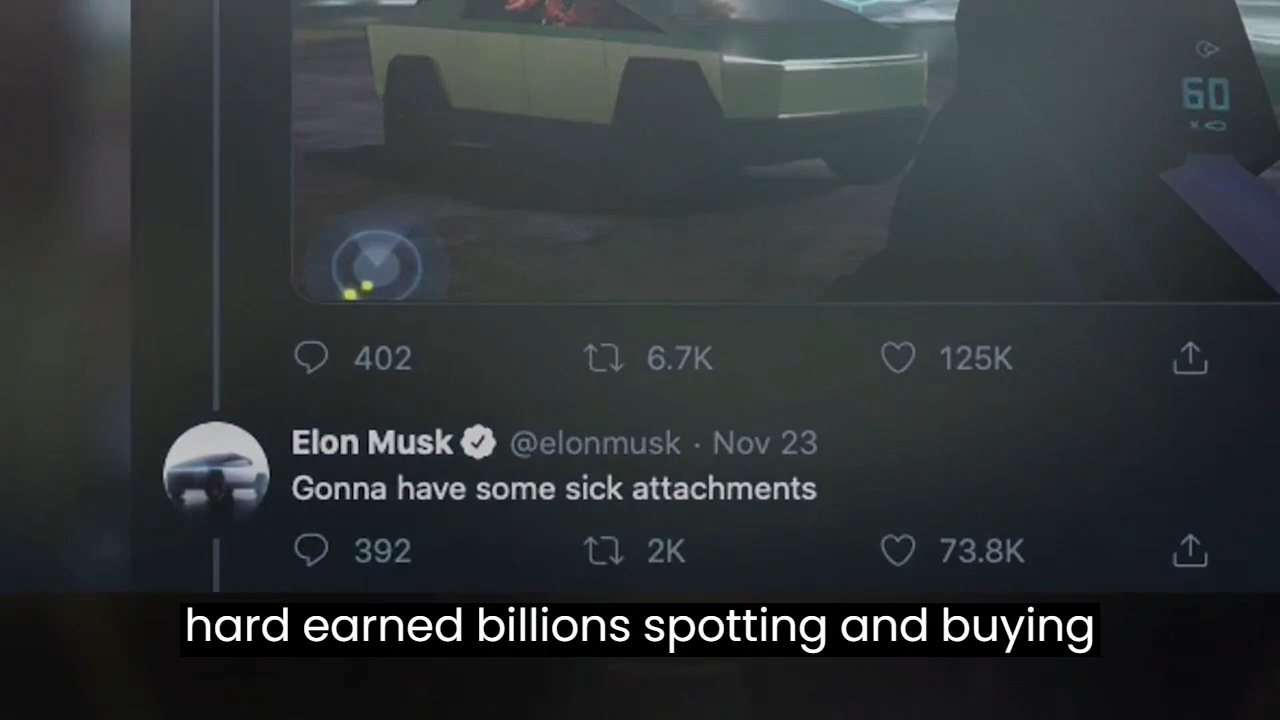 60
402 6.7K 125K
Elon Musk @elonmusk · Nov 23
Gonna have some sick attachments
392 2K 73.8K
hard earned billions spotting and buying